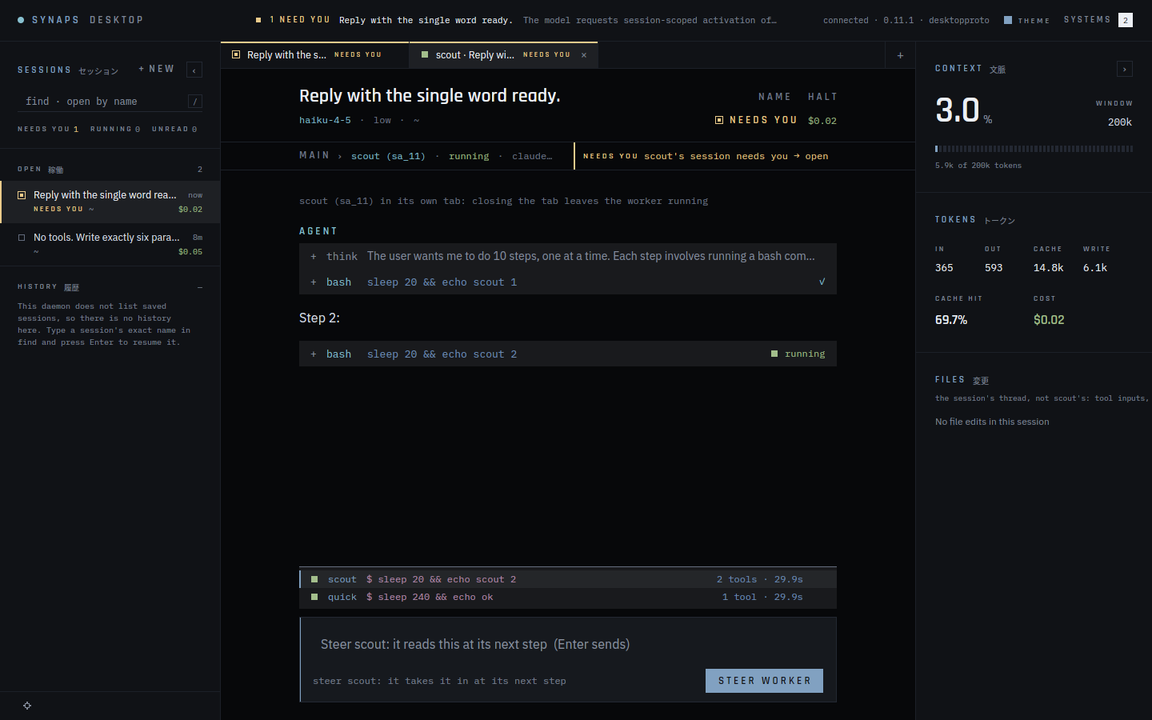 SYNAPS DESKTOP
1 NEED YOU Reply with the single word ready. The model requests session-scoped activation of…
connected · 0.11.1 · desktopproto THEME SYSTEMS 2
SESSIONS セッション + NEW ‹
find · open by name /
NEEDS YOU 1 RUNNING 0 UNREAD 0
OPEN 稼働 2
Reply with the single word rea… now
NEEDS YOU ~ $0.02
No tools. Write exactly six para… 8m
~ $0.05
HISTORY 履歴 —
This daemon does not list saved
sessions, so there is no history
here. Type a session's exact name in
find and press Enter to resume it.
Reply with the s… NEEDS YOU
scout · Reply wi… NEEDS YOU ×
+
Reply with the single word ready. NAME HALT
haiku-4-5 · low · ~ NEEDS YOU $0.02
MAIN › scout (sa_11) · running · claude…
NEEDS YOU scout's session needs you → open
scout (sa_11) in its own tab: closing the tab leaves the worker running
AGENT
+ think The user wants me to do 10 steps, one at a time. Each step involves running a bash com…
+ bash sleep 20 && echo scout 1 √
Step 2:
+ bash sleep 20 && echo scout 2 running
scout $ sleep 20 && echo scout 2 2 tools · 29.9s
quick $ sleep 240 && echo ok 1 tool · 29.9s
Steer scout: it reads this at its next step (Enter sends)
steer scout: it takes it in at its next step STEER WORKER
CONTEXT 文脈 ›
3.0 % WINDOW
200k
5.9k of 200k tokens
TOKENS トークン
IN OUT CACHE WRITE
365 593 14.8k 6.1k
CACHE HIT COST
69.7% $0.02
FILES 変更
the session's thread, not scout's: tool inputs,
No file edits in this session